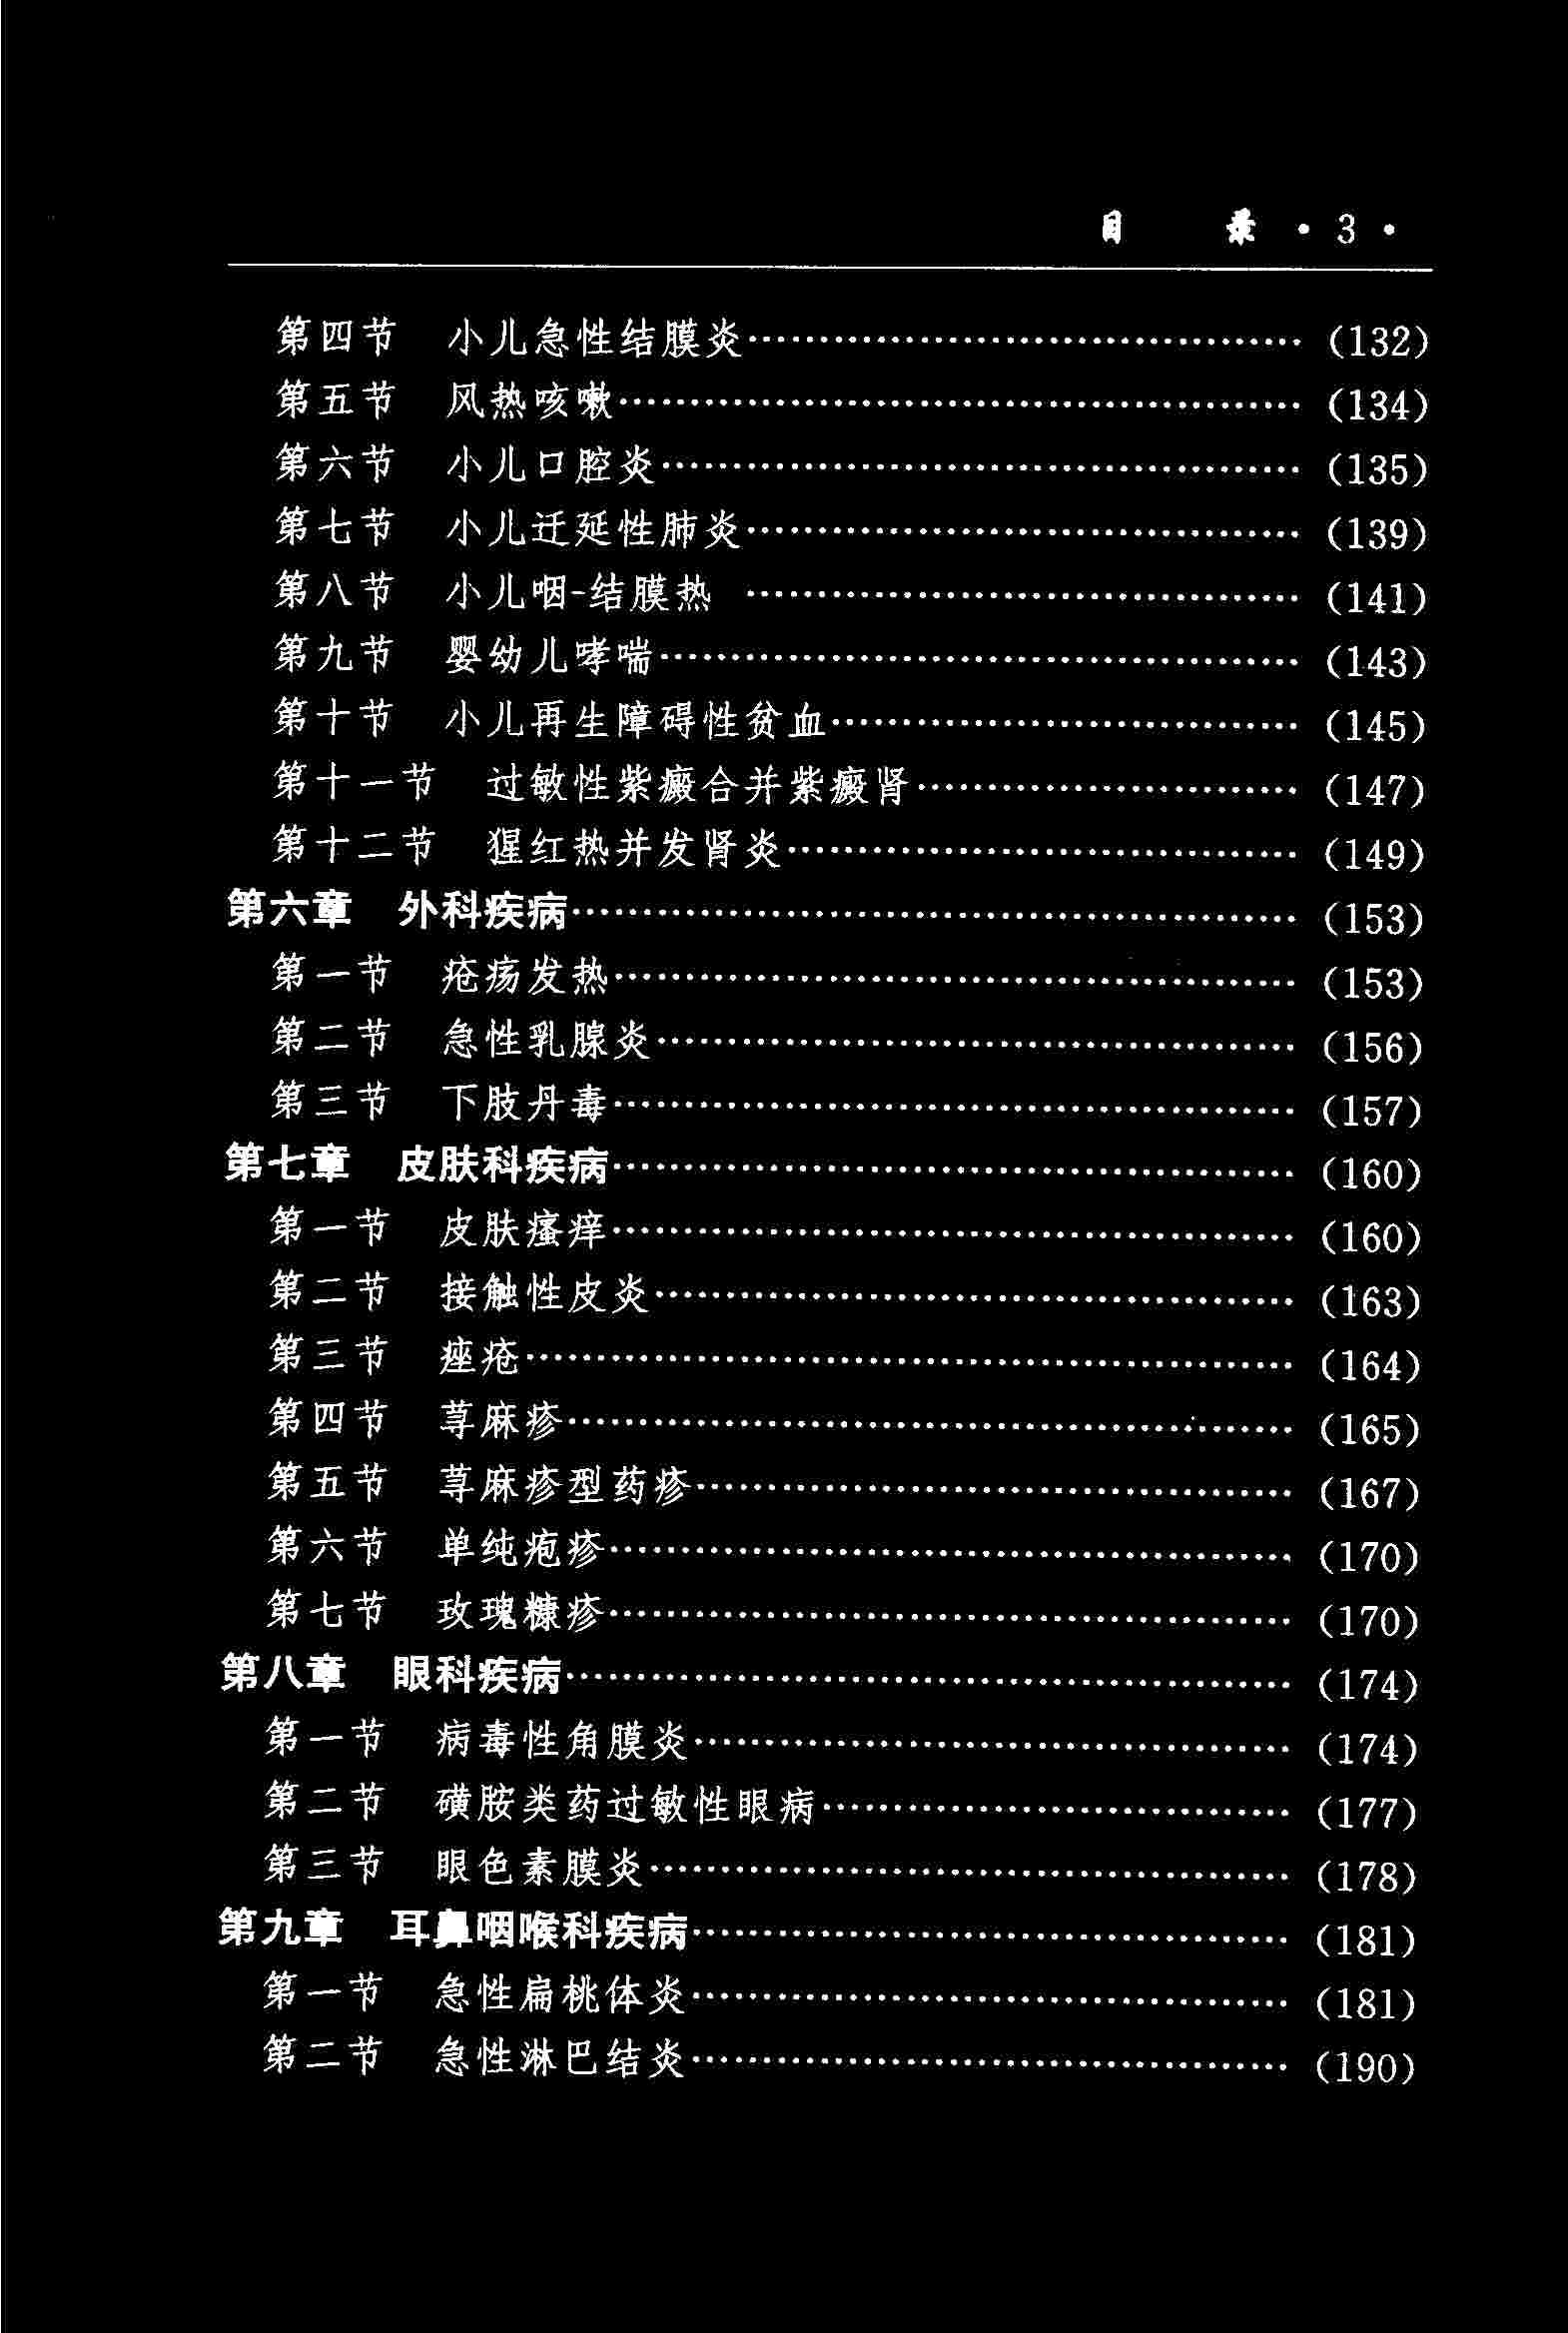 目 录 · 3 ·
第四节 小儿急性结膜炎…………………………………… (132)
第五节 风热咳嗽…………………………………………… (134)
第六节 小儿口腔炎………………………………………… (135)
第七节 小儿迁延性肺炎…………………………………… (139)
第八节 小儿咽-结膜热 …………………………………… (141)
第九节 婴幼儿哮喘………………………………………… (143)
第十节 小儿再生障碍性贫血……………………………… (145)
第十一节 过敏性紫癜合并紫癜肾………………………… (147)
第十二节 猩红热并发肾炎………………………………… (149)
第六章 外科疾病…………………………………………… (153)
第一节 疮疡发热…………………………………………… (153)
第二节 急性乳腺炎………………………………………… (156)
第三节 下肢丹毒…………………………………………… (157)
第七章 皮肤科疾病………………………………………… (160)
第一节 皮肤瘙痒…………………………………………… (160)
第二节 接触性皮炎………………………………………… (163)
第三节 痤疮………………………………………………… (164)
第四节 荨麻疹……………………………………………… (165)
第五节 荨麻疹型药疹……………………………………… (167)
第六节 单纯疱疹…………………………………………… (170)
第七节 玫瑰糠疹…………………………………………… (170)
第八章 眼科疾病…………………………………………… (174)
第一节 病毒性角膜炎……………………………………… (174)
第二节 磺胺类药过敏性眼病……………………………… (177)
第三节 眼色素膜炎………………………………………… (178)
第九章 耳鼻咽喉科疾病…………………………………… (181)
第一节 急性扁桃体炎……………………………………… (181)
第二节 急性淋巴结炎……………………………………… (190)